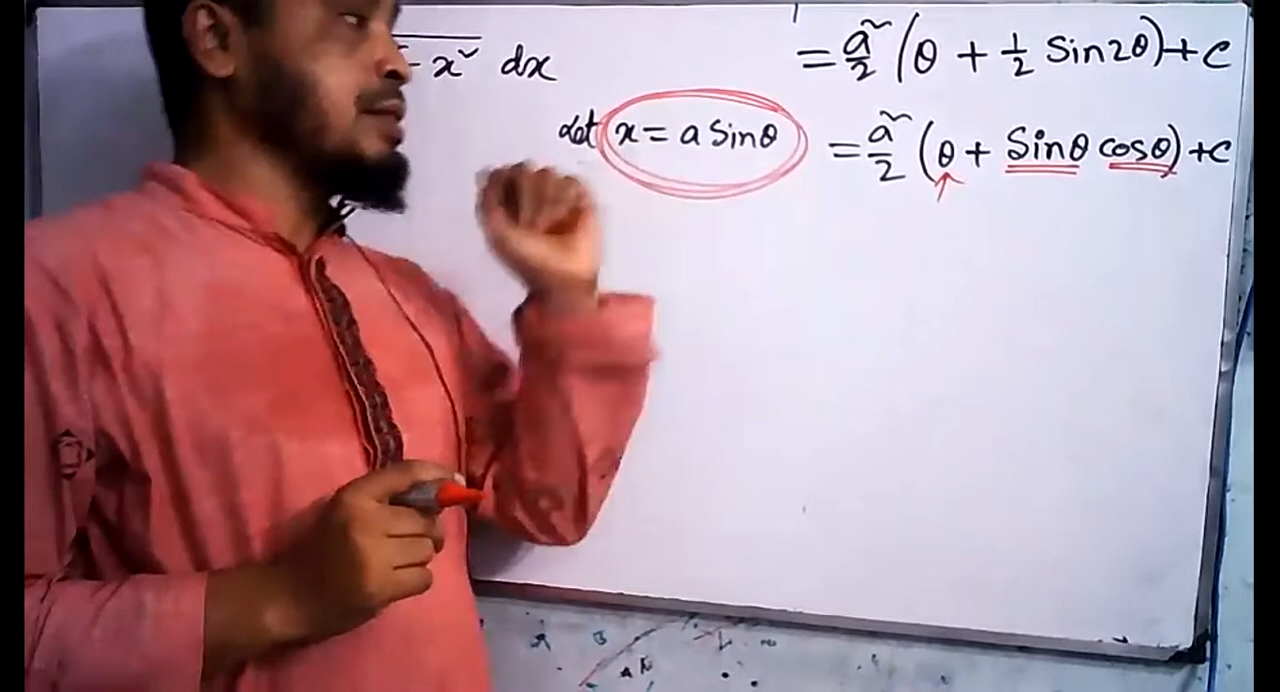 - x² dx
Let x = a Sinθ
= a²/2 (θ + 1/2 Sin2θ) + c
= a²/2 (θ + Sinθ cosθ) + c